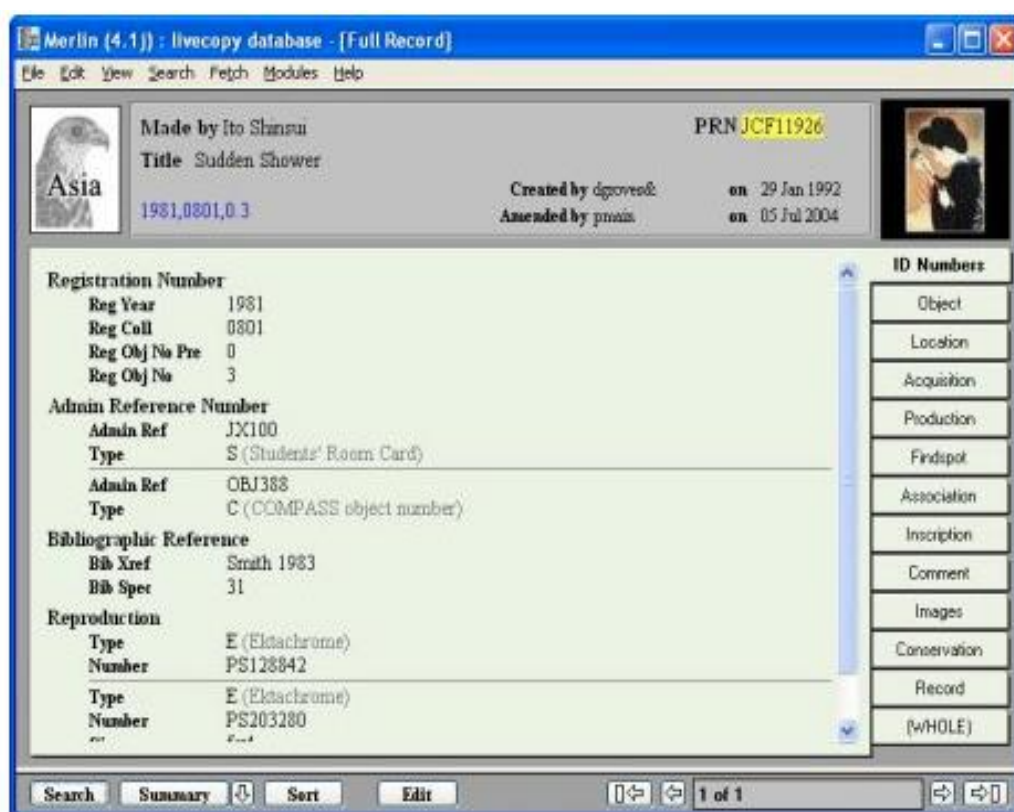 Merlin (4.1j) : livecopy database - [Full Record]
File Edit View Search Fetch Modules Help
Asia
Made by Ito Shinsui
PRN JCF11926
Title Sudden Shower
1981,0801,0.3
Created by dgroves& on 29 Jan 1992
Amended by pmain on 05 Jul 2004
Registration Number
Reg Year 1981
Reg Coll 0801
Reg Obj No Pre 0
Reg Obj No 3
Admin Reference Number
Admin Ref JX100
Type S (Students' Room Card)
Admin Ref OBJ388
Type C (COMPASS object number)
Bibliographic Reference
Bib Xref Smith 1983
Bib Spec 31
Reproduction
Type E (Ektachrome)
Number PS128842
Type E (Ektachrome)
Number PS203280
ID Numbers
Object
Location
Acquisition
Production
Findspot
Association
Inscription
Comment
Images
Conservation
Record
(WHOLE)
Search Summary Sort Edit 1 of 1